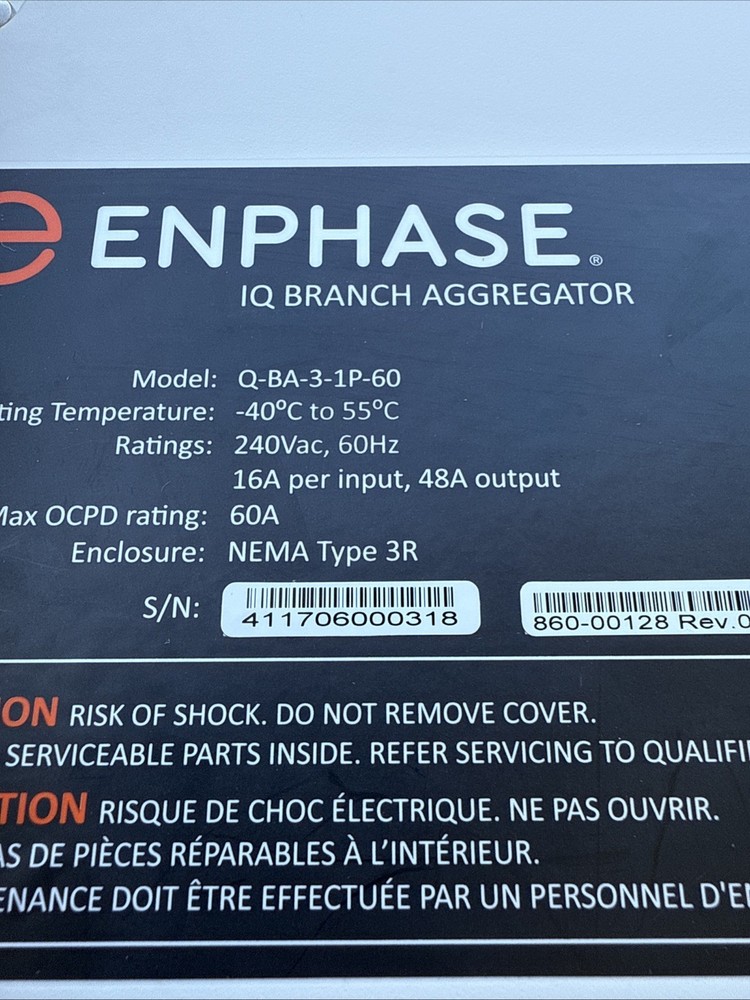 e ENPHASE®
IQ BRANCH AGGREGATOR
Model: Q-BA-3-1P-60
ting Temperature: -40°C to 55°C
Ratings: 240Vac, 60Hz
16A per input, 48A output
Max OCPD rating: 60A
Enclosure: NEMA Type 3R
S/N: 411706000318 860-00128 Rev.0
ION RISK OF SHOCK. DO NOT REMOVE COVER.
SERVICEABLE PARTS INSIDE. REFER SERVICING TO QUALIFI
TION RISQUE DE CHOC ÉLECTRIQUE. NE PAS OUVRIR.
AS DE PIÈCES RÉPARABLES À L'INTÉRIEUR.
ENANCE DOIT ÊTRE EFFECTUÉE PAR UN PERSONNEL D'E